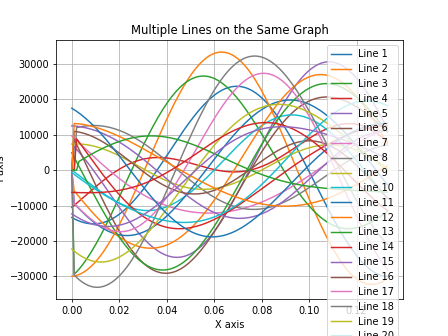 Multiple Lines on the Same Graph
30000
20000
10000
0
−10000
−20000
−30000
0.00
0.02
0.04
0.06
0.08
0.10
X axis
Line 1
Line 2
Line 3
Line 4
Line 5
Line 6
Line 7
Line 8
Line 9
Line 10
Line 11
Line 12
Line 13
Line 14
Line 15
Line 16
Line 17
Line 18
Line 19
Line 20